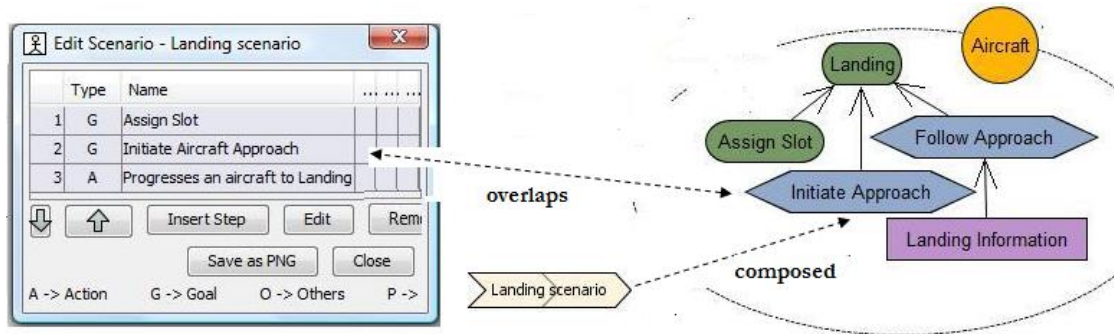 Edit Scenario - Landing scenario
Type Name ... ... ...
1 G Assign Slot
2 G Initiate Aircraft Approach
3 A Progresses an aircraft to Landing
Insert Step Edit Rem
Save as PNG Close
A -> Action G -> Goal O -> Others P ->
overlaps
Landing scenario
composed
Aircraft
Landing
Assign Slot
Follow Approach
Initiate Approach
Landing Information